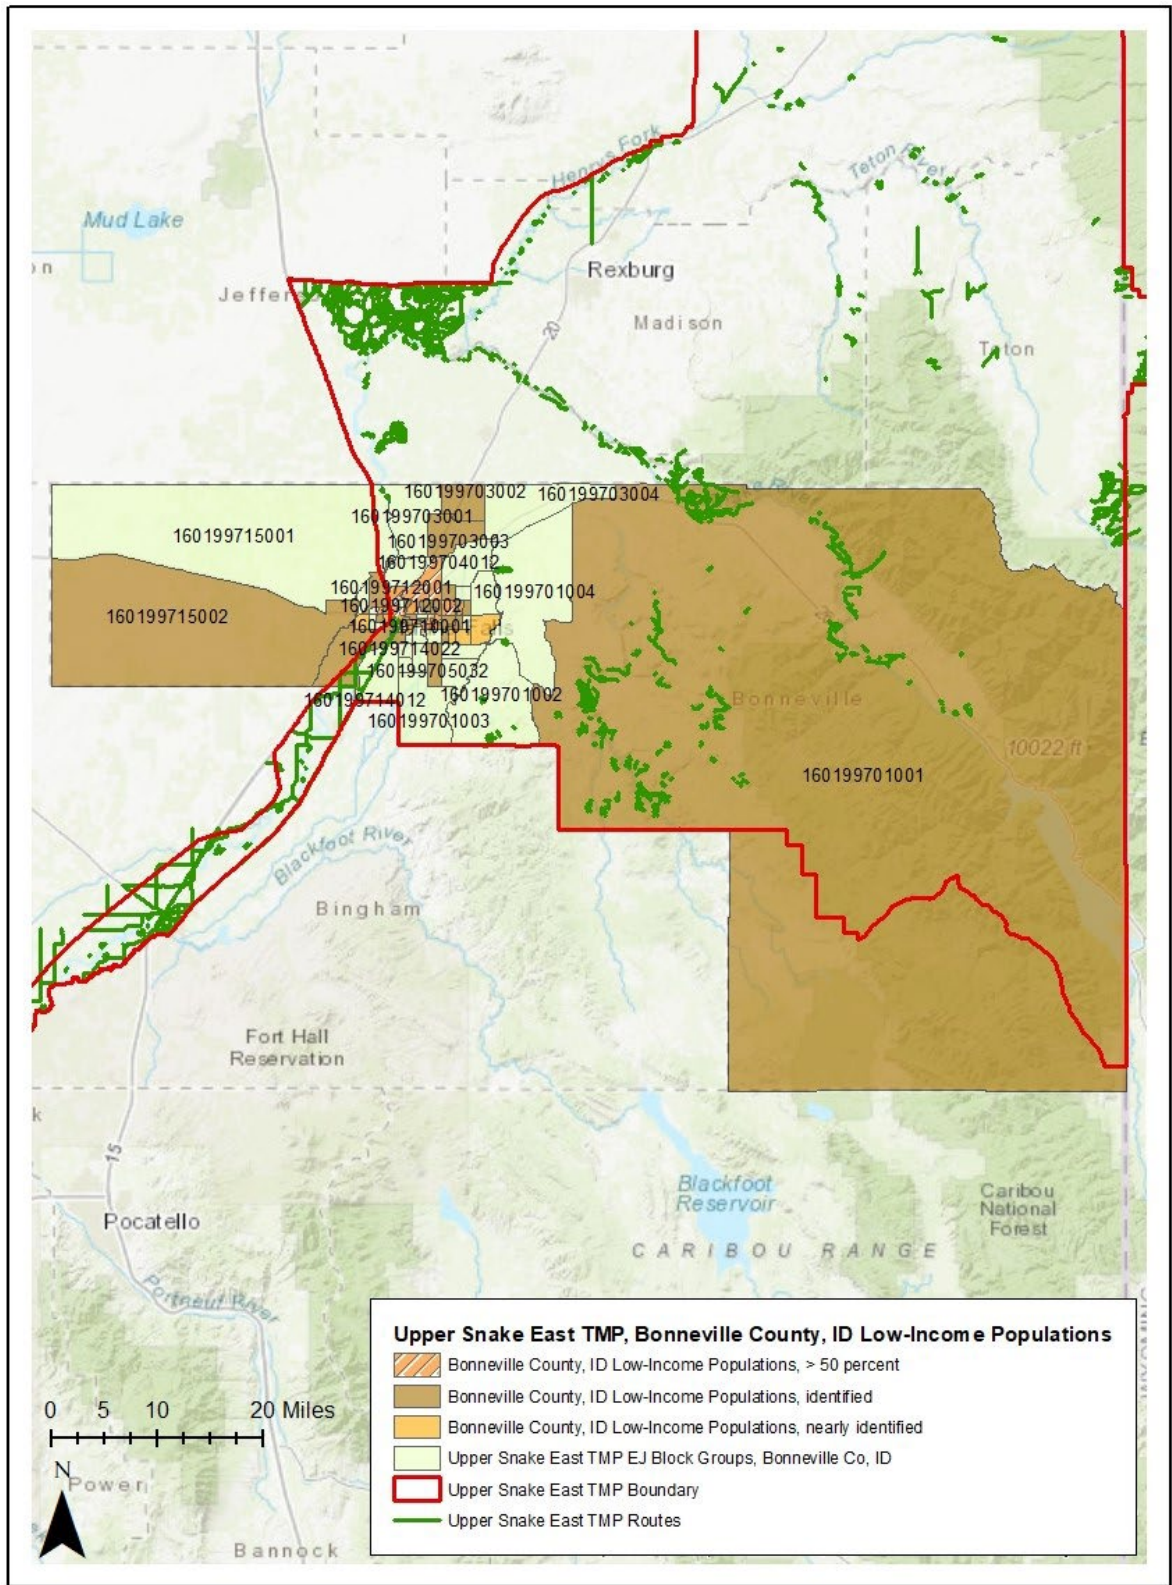 Henrys Fork
Teton River
Mud Lake
Rexburg
Madison
20
Teton
160199703002
160199703004
160199703001
160199715001
160199703003
160199704012
160199712001
160199701004
160199712002
160199715002
160199710001
Falls
160199714022
160199705032
160199701002
Bonneville
160199714012
160199701003
10022 ft
160199701001
Blackfoot River
Bingham
Fort Hall
Reservation
15
Blackfoot
Reservoir
Caribou
National
Forest
Pocatello
CARIBOU RANGE
Portneuf River
WYOMING
Upper Snake East TMP, Bonneville County, ID Low-Income Populations
Bonneville County, ID Low-Income Populations, > 50 percent
Bonneville County, ID Low-Income Populations, identified
Bonneville County, ID Low-Income Populations, nearly identified
Upper Snake East TMP EJ Block Groups, Bonneville Co, ID
Upper Snake East TMP Boundary
Upper Snake East TMP Routes
0 5 10 20 Miles
N
Power
Bannock